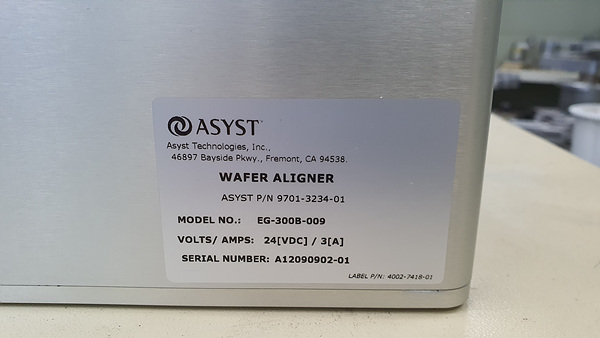 ASYST
Asyst Technologies, Inc.,
46897 Bayside Pkwy., Fremont, CA 94538.
WAFER ALIGNER
ASYST P/N 9701-3234-01
MODEL NO.: EG-300B-009
VOLTS/ AMPS: 24[VDC] / 3[A]
SERIAL NUMBER: A12090902-01
LABEL P/N: 4002-7418-01